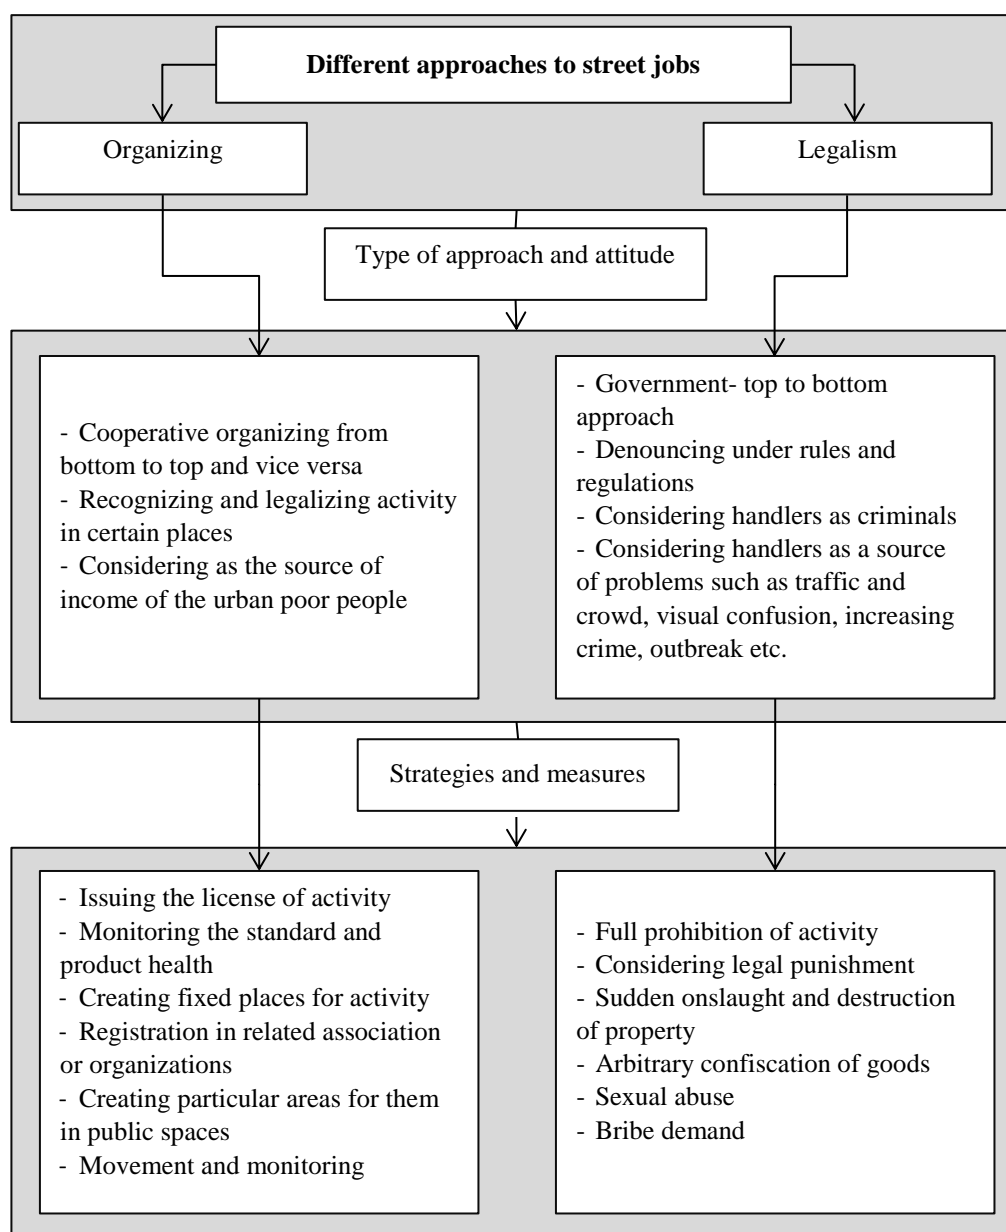 Different approaches to street jobs
Organizing
Legalism
Type of approach and attitude
- Cooperative organizing from
bottom to top and vice versa
- Recognizing and legalizing activity
in certain places
- Considering as the source of
income of the urban poor people
- Government- top to bottom
approach
- Denouncing under rules and
regulations
- Considering handlers as criminals
- Considering handlers as a source
of problems such as traffic and
crowd, visual confusion, increasing
crime, outbreak etc.
Strategies and measures
- Issuing the license of activity
- Monitoring the standard and
product health
- Creating fixed places for activity
- Registration in related association
or organizations
- Creating particular areas for them
in public spaces
- Movement and monitoring
- Full prohibition of activity
- Considering legal punishment
- Sudden onslaught and destruction
of property
- Arbitrary confiscation of goods
- Sexual abuse
- Bribe demand